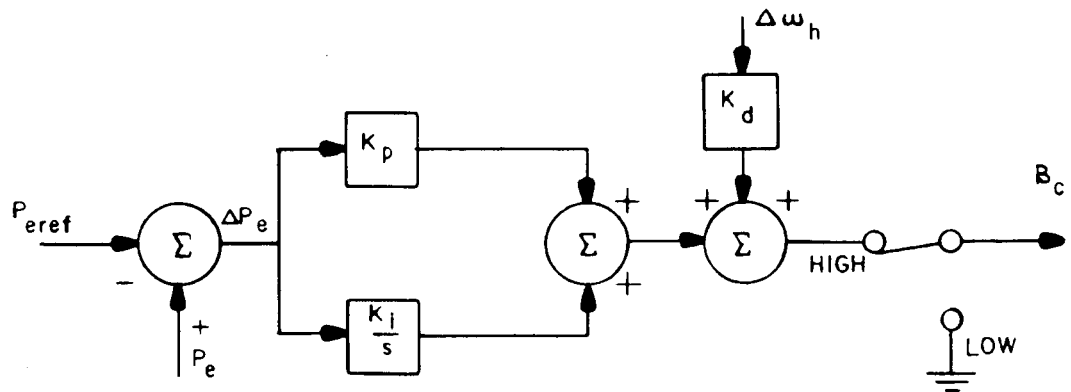 Δω_h
K_d
K_p
P_eref
Σ
ΔP_e
-
+
P_e
K_i/s
Σ
+
+
Σ
+
+
HIGH
B_c
LOW